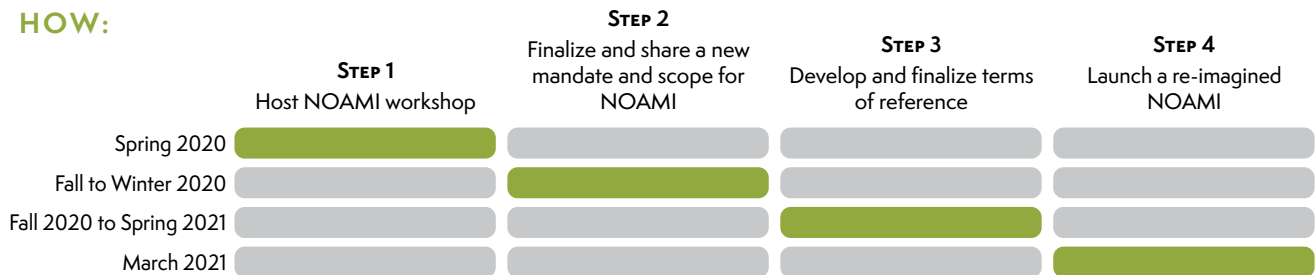 HOW:
STEP 1
Host NOAMI workshop
STEP 2
Finalize and share a new
mandate and scope for
NOAMI
STEP 3
Develop and finalize terms
of reference
STEP 4
Launch a re-imagined
NOAMI
Spring 2020
Fall to Winter 2020
Fall 2020 to Spring 2021
March 2021